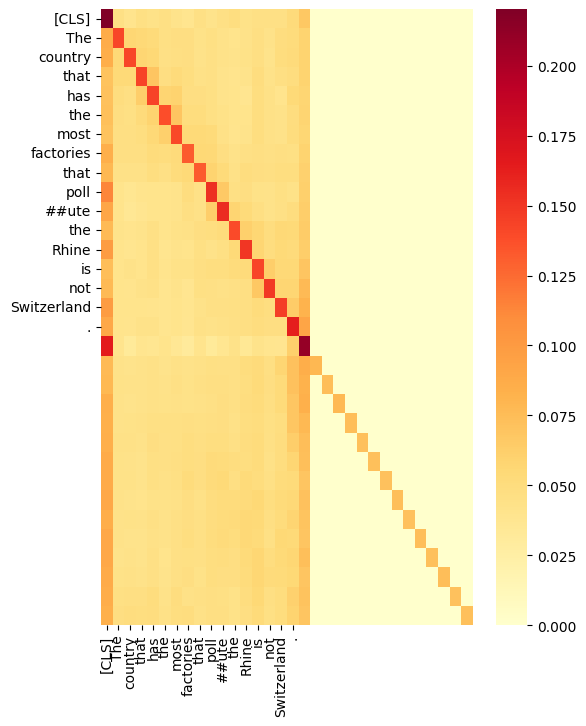 [CLS]
The
country
that
has
the
most
factories
that
poll
##ute
the
Rhine
is
not
Switzerland
.
[CLS]
The
country
that
has
the
most
factories
that
poll
##ute
the
Rhine
is
not
Switzerland
.
0.200
0.175
0.150
0.125
0.100
0.075
0.050
0.025
0.000